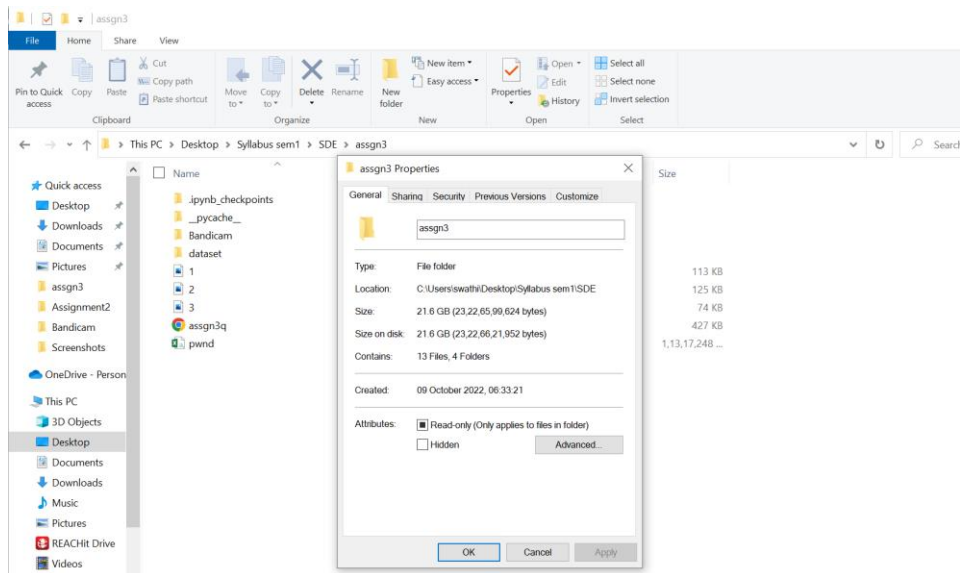 assgn3
File Home Share View
Pin to Quick access
Copy
Paste
Cut
Copy path
Paste shortcut
Clipboard
Move to
Copy to
Delete
Rename
Organize
New folder
New item
Easy access
New
Properties
Open
Edit
History
Open
Select all
Select none
Invert selection
Select
This PC > Desktop > Syllabus sem1 > SDE > assgn3
Search
Quick access
Desktop
Downloads
Documents
Pictures
assgn3
Assignment2
Bandicam
Screenshots
OneDrive - Person
This PC
3D Objects
Desktop
Documents
Downloads
Music
Pictures
REACHit Drive
Videos
Name
.ipynb_checkpoints
__pycache__
Bandicam
dataset
1
2
3
assgn3q
pwnd
assgn3 Properties
General Sharing Security Previous Versions Customize
assgn3
Type: File folder
Location: C:\Users\swathi\Desktop\Syllabus sem1\SDE
Size: 21.6 GB (23,22,65,99,624 bytes)
Size on disk: 21.6 GB (23,22,66,21,952 bytes)
Contains: 13 Files, 4 Folders
Created: 09 October 2022, 06:33:21
Attributes: Read-only (Only applies to files in folder)
Hidden
Advanced...
OK Cancel Apply
Size
113 KB
125 KB
74 KB
427 KB
1,13,17,248 ...